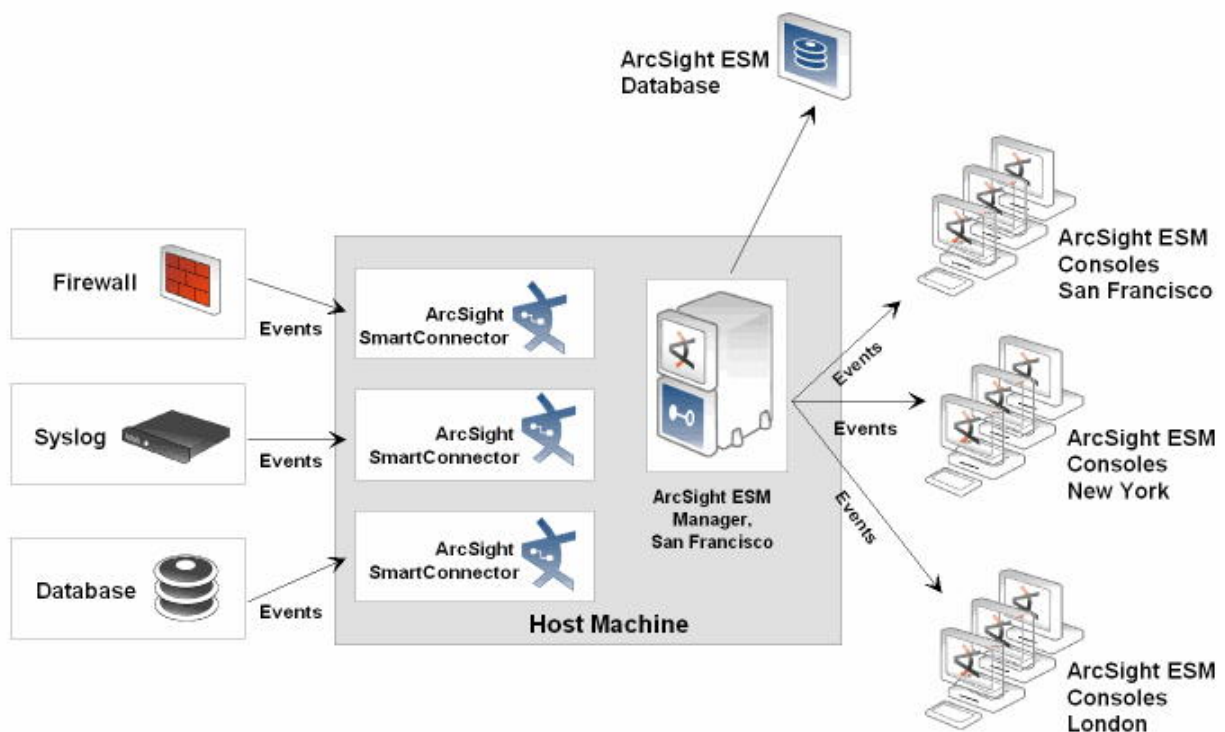 ArcSight ESM
Database
ArcSight ESM
Consoles
San Francisco
Firewall
Events
ArcSight
SmartConnector
Events
Syslog
Events
ArcSight
SmartConnector
Events
ArcSight ESM
Consoles
New York
ArcSight ESM
Manager,
San Francisco
Events
Database
Events
ArcSight
SmartConnector
Host Machine
ArcSight ESM
Consoles
London